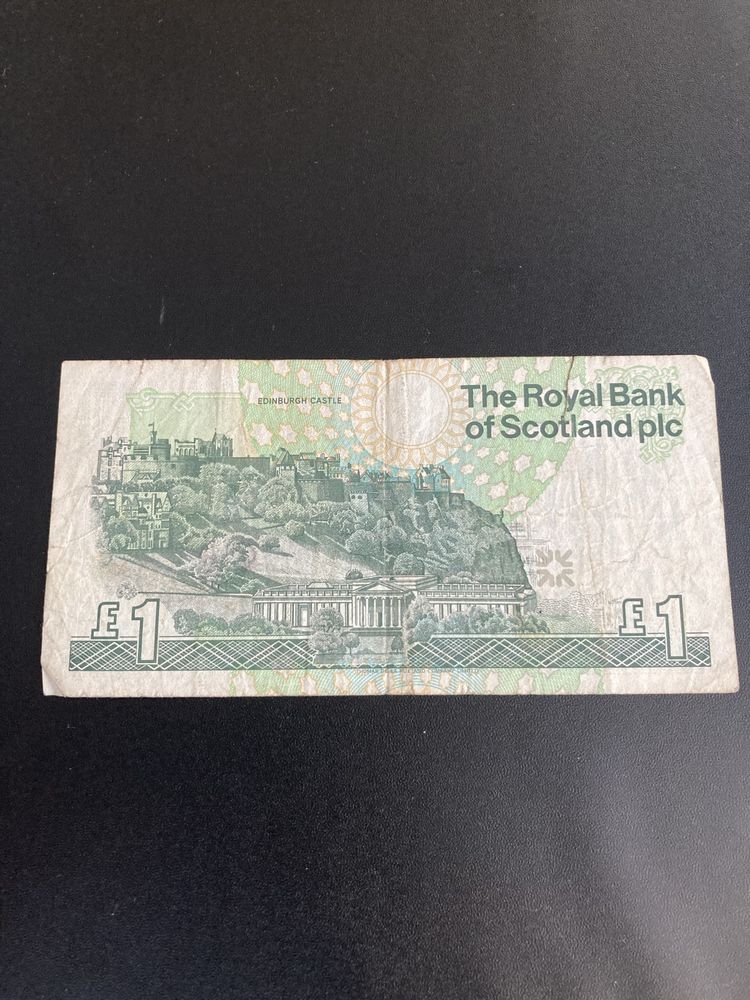 EDINBURGH CASTLE
The Royal Bank
of Scotland plc
£1
£1